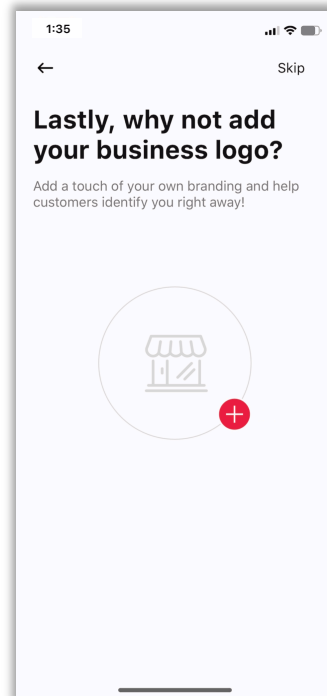 1:35
Skip
Lastly, why not add
your business logo?
Add a touch of your own branding and help
customers identify you right away!